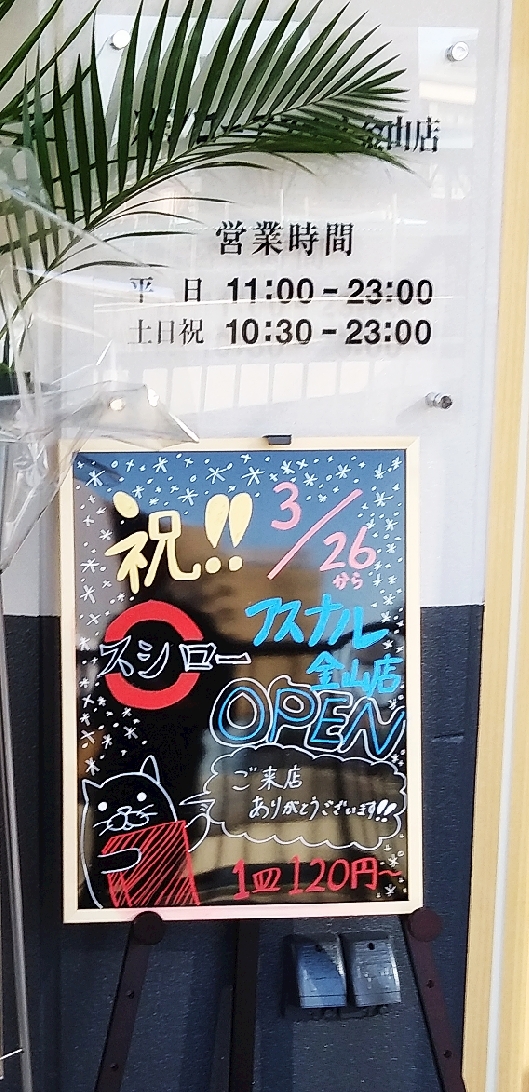 金山店
営業時間
平 日 11:00-23:00
土日祝 10:30-23:00
祝!! 3/26
から
スシロー アスナル
金山店
OPEN
ご来店
ありがとうございます!!
1皿120円~